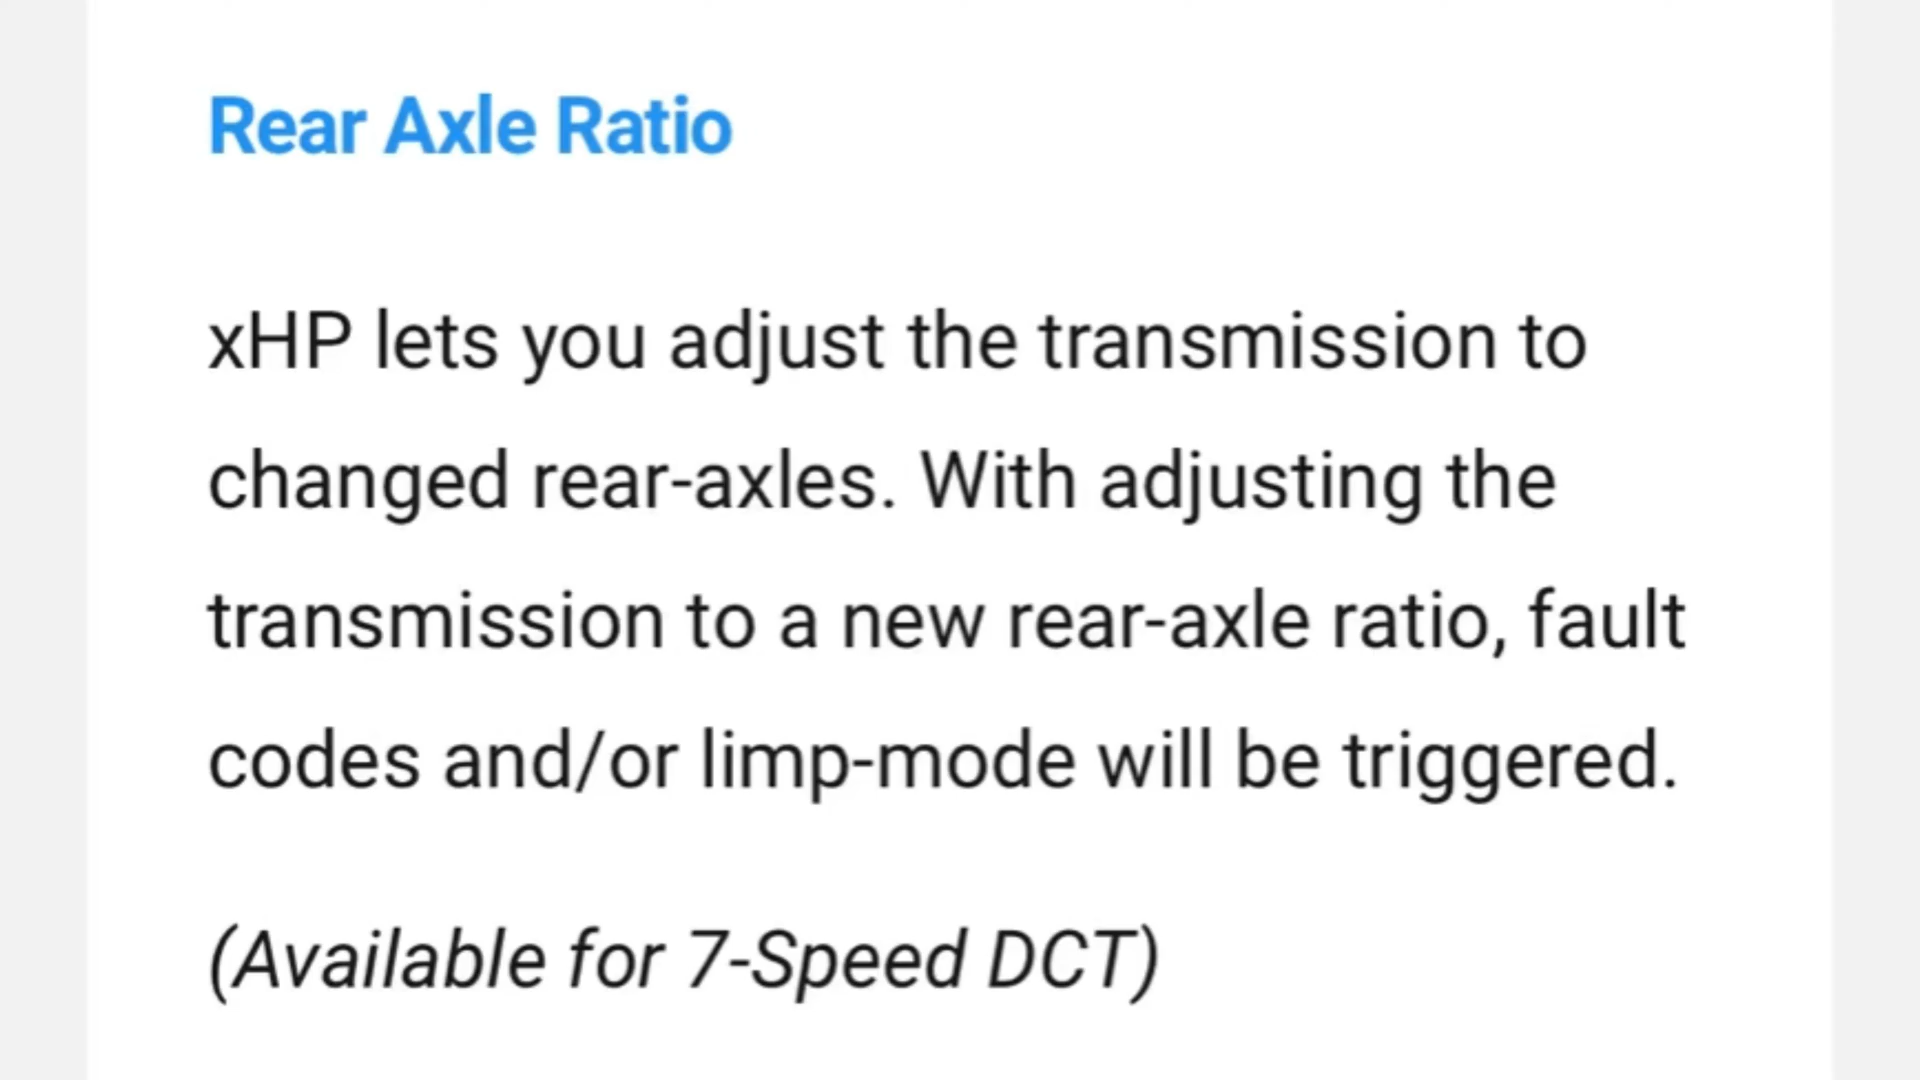 Rear Axle Ratio
xHP lets you adjust the transmission to
changed rear-axles. With adjusting the
transmission to a new rear-axle ratio, fault
codes and/or limp-mode will be triggered.
(Available for 7-Speed DCT)